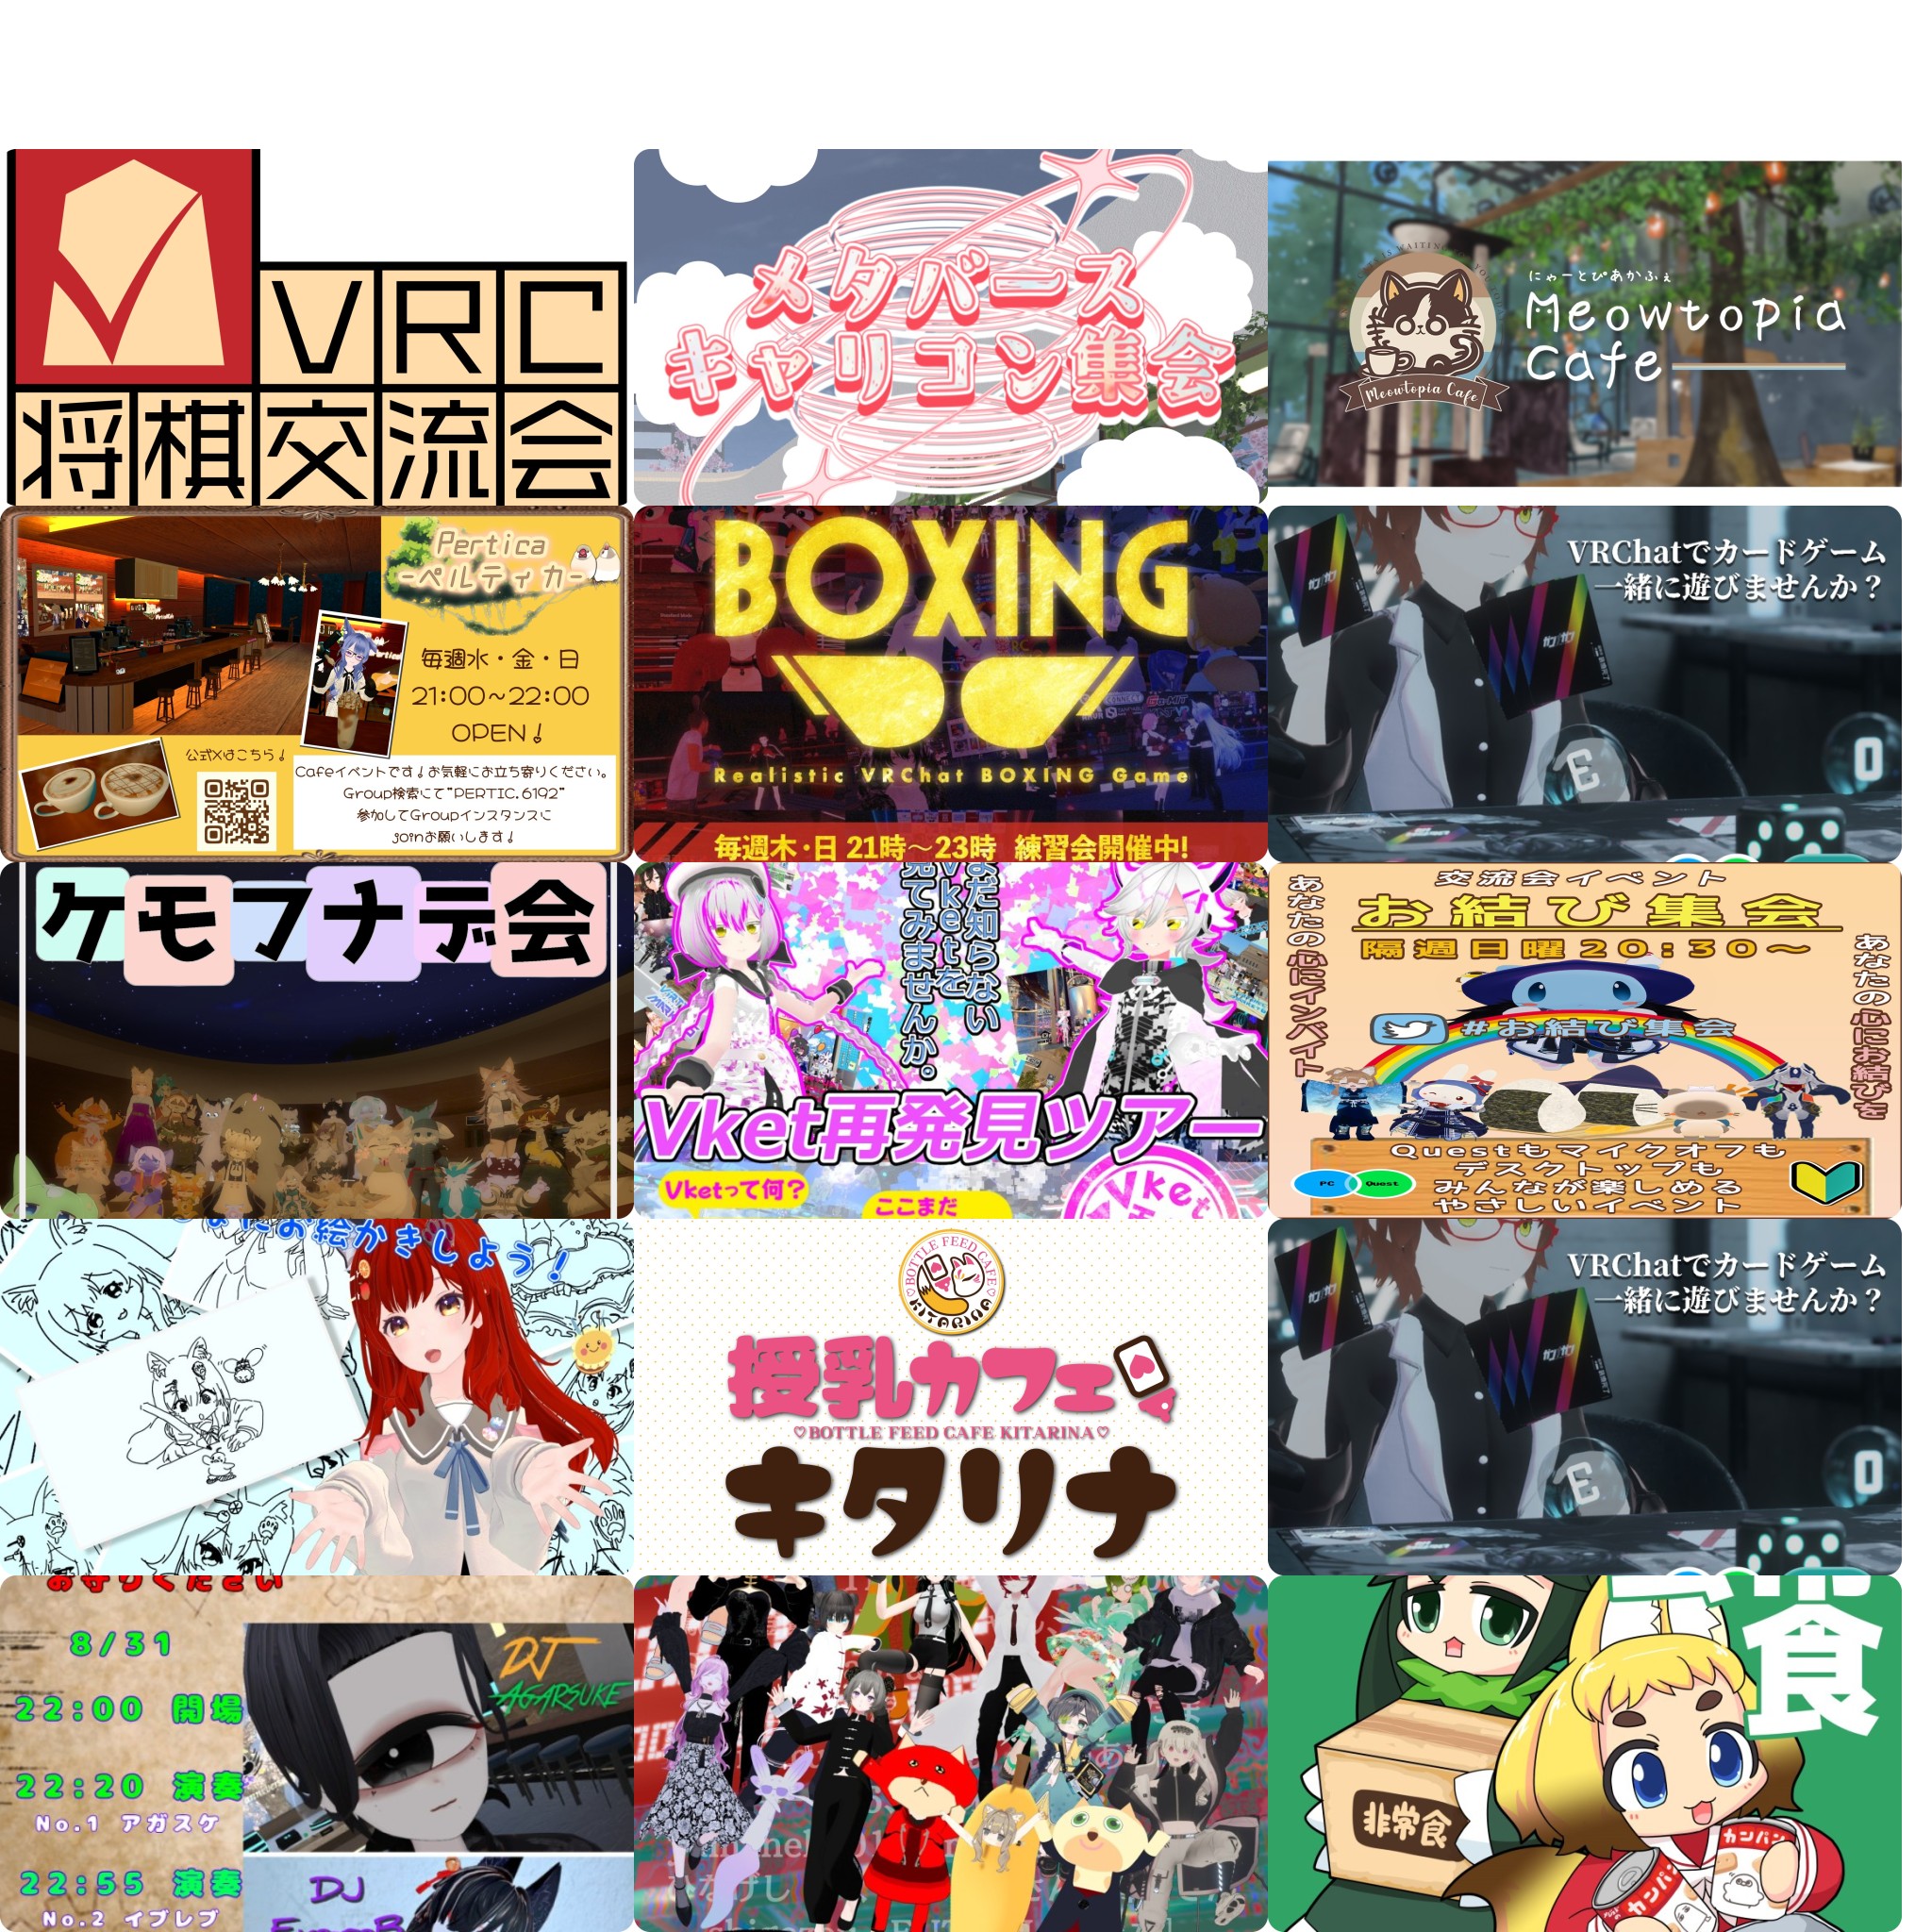 VRC
将棋交流会
メタバース
キャリコン集会
にゃーとぴあかふぇ
Meowtopia
Cafe
Meowtopia Cafe
Pertica
-ペルティカ-
毎週水・金・日
21:00~22:00
OPEN!
公式Xはこちら!
Cafeイベントです!お気軽にお立ち寄りください。
Group検索にて"PERTIC.6192"
参加してGroupインスタンスに
joinお願いします!
BOXING
Realistic VRChat BOXING Game
毎週木・日 21時~23時 練習会開催中!
VRChatでカードゲーム
一緒に遊びませんか?
ケモフナデ会
まだ知らない
Vketを
見てみませんか。
Vket再発見ツアー
Vketって何?
ここまだ
Vket
交流会イベント
お結び集会
隔週日曜20:30~
あなたの心にインバイト
あなたの心にお結びを
#お結び集会
Questもマイクオフも
デスクトップも
みんなが楽しめる
やさしいイベント
PC
Quest
なにお絵かきしよう!
BOTTLE FEED CAFE
KITARINA
授乳カフェ
♡BOTTLE FEED CAFE KITARINA♡
キタリナ
VRChatでカードゲーム
一緒に遊びませんか?
お守りください
8/31
22:00 開場
22:20 演奏
No.1 アガスケ
22:55 演奏
No.2 イブレブ
DJ
AGARSUKE
DJ
食
非常食
カンパン
カンパン